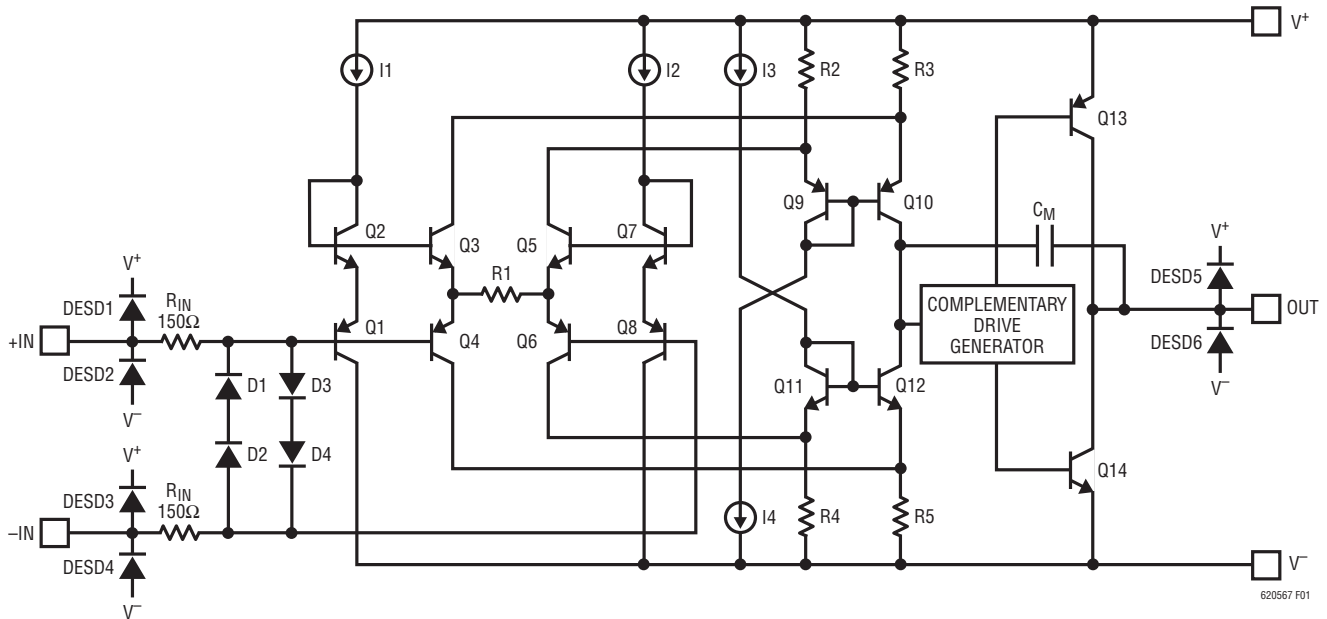 V+
I1
I2
I3
R2
R3
Q13
Q9
Q10
CM
Q2
Q3
Q5
Q7
V+
DESD5
V+
DESD1
RIN
150Ω
R1
COMPLEMENTARY
DRIVE
GENERATOR
OUT
+IN
Q1
Q4
Q6
Q8
DESD2
V–
D1
D3
Q11
Q12
DESD6
V–
V+
D2
D4
DESD3
RIN
150Ω
Q14
–IN
I4
R4
R5
DESD4
V–
V–
620567 F01